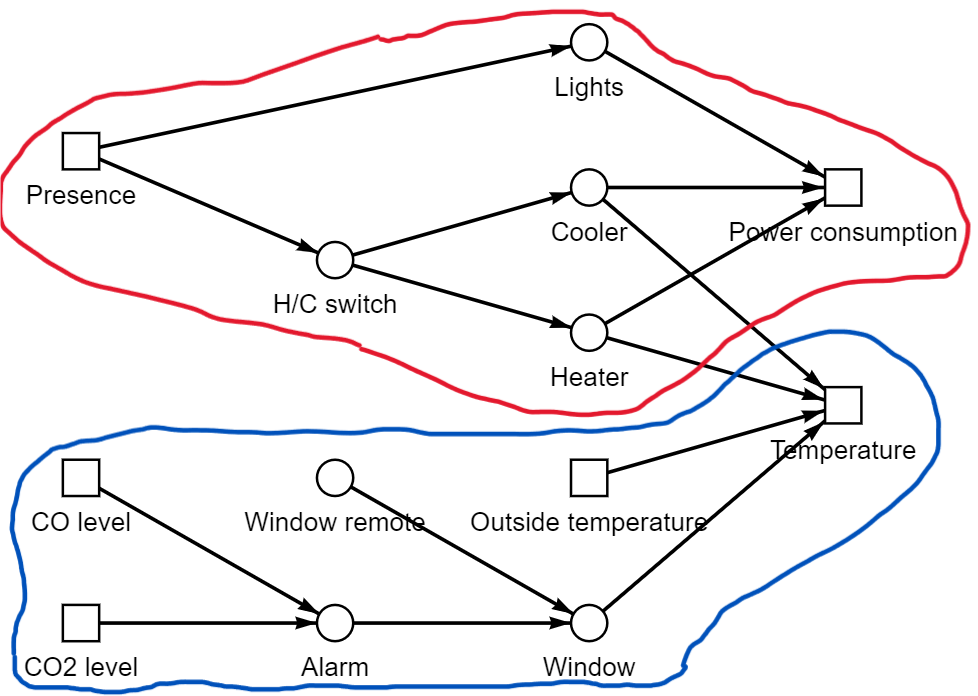 Lights
Presence
Cooler
Power consumption
H/C switch
Heater
Temperature
CO level
Window remote
Outside temperature
CO2 level
Alarm
Window